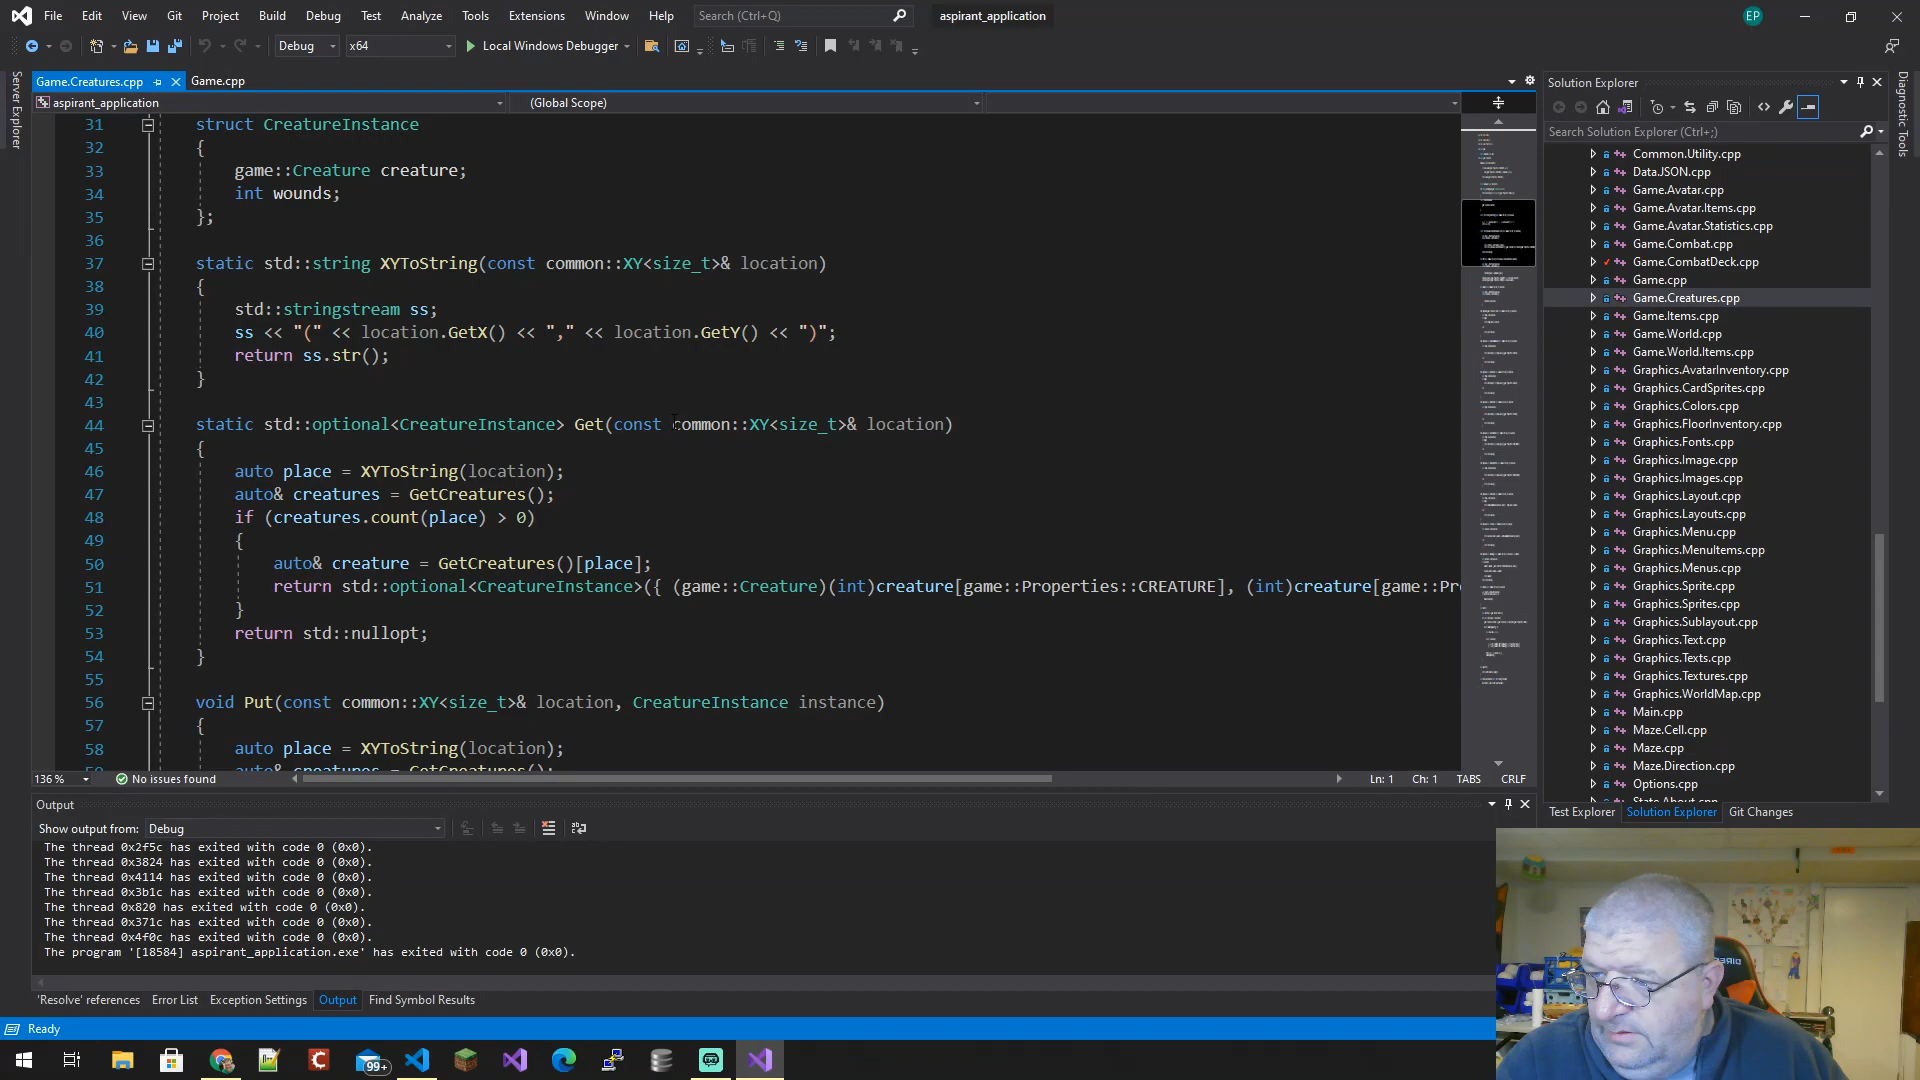 File Edit View Git Project Build Debug Test Analyze Tools Extensions Window Help Search (Ctrl+Q) aspirant_application EP
Debug x64 Local Windows Debugger
Server Explorer
Game.Creatures.cpp Game.cpp
aspirant_application (Global Scope)
31 struct CreatureInstance
32 {
33 game::Creature creature;
34 int wounds;
35 };
36
37 static std::string XYToString(const common::XY<size_t>& location)
38 {
39 std::stringstream ss;
40 ss << "(" << location.GetX() << "," << location.GetY() << ")";
41 return ss.str();
42 }
43
44 static std::optional<CreatureInstance> Get(const common::XY<size_t>& location)
45 {
46 auto place = XYToString(location);
47 auto& creatures = GetCreatures();
48 if (creatures.count(place) > 0)
49 {
50 auto& creature = GetCreatures()[place];
51 return std::optional<CreatureInstance>({ (game::Creature)(int)creature[game::Properties::CREATURE], (int)creature[game::Pr
52 }
53 return std::nullopt;
54 }
55
56 void Put(const common::XY<size_t>& location, CreatureInstance instance)
57 {
58 auto place = XYToString(location);
auto& creatures = GetCreatures();
136 % No issues found Ln: 1 Ch: 1 TABS CRLF
Output
Show output from: Debug
The thread 0x2f5c has exited with code 0 (0x0).
The thread 0x3824 has exited with code 0 (0x0).
The thread 0x4114 has exited with code 0 (0x0).
The thread 0x3b1c has exited with code 0 (0x0).
The thread 0x820 has exited with code 0 (0x0).
The thread 0x371c has exited with code 0 (0x0).
The thread 0x4f0c has exited with code 0 (0x0).
The program '[18584] aspirant_application.exe' has exited with code 0 (0x0).
'Resolve' references Error List Exception Settings Output Find Symbol Results
Ready
99+
Solution Explorer
Search Solution Explorer (Ctrl+;)
Common.Utility.cpp
Data.JSON.cpp
Game.Avatar.cpp
Game.Avatar.Items.cpp
Game.Avatar.Statistics.cpp
Game.Combat.cpp
Game.CombatDeck.cpp
Game.cpp
Game.Creatures.cpp
Game.Items.cpp
Game.World.cpp
Game.World.Items.cpp
Graphics.AvatarInventory.cpp
Graphics.CardSprites.cpp
Graphics.Colors.cpp
Graphics.FloorInventory.cpp
Graphics.Fonts.cpp
Graphics.Image.cpp
Graphics.Images.cpp
Graphics.Layout.cpp
Graphics.Layouts.cpp
Graphics.Menu.cpp
Graphics.MenuItems.cpp
Graphics.Menus.cpp
Graphics.Sprite.cpp
Graphics.Sprites.cpp
Graphics.Sublayout.cpp
Graphics.Text.cpp
Graphics.Texts.cpp
Graphics.Textures.cpp
Graphics.WorldMap.cpp
Main.cpp
Maze.Cell.cpp
Maze.cpp
Maze.Direction.cpp
Options.cpp
State.About.cpp
Test Explorer Solution Explorer Git Changes
Diagnostic Tools